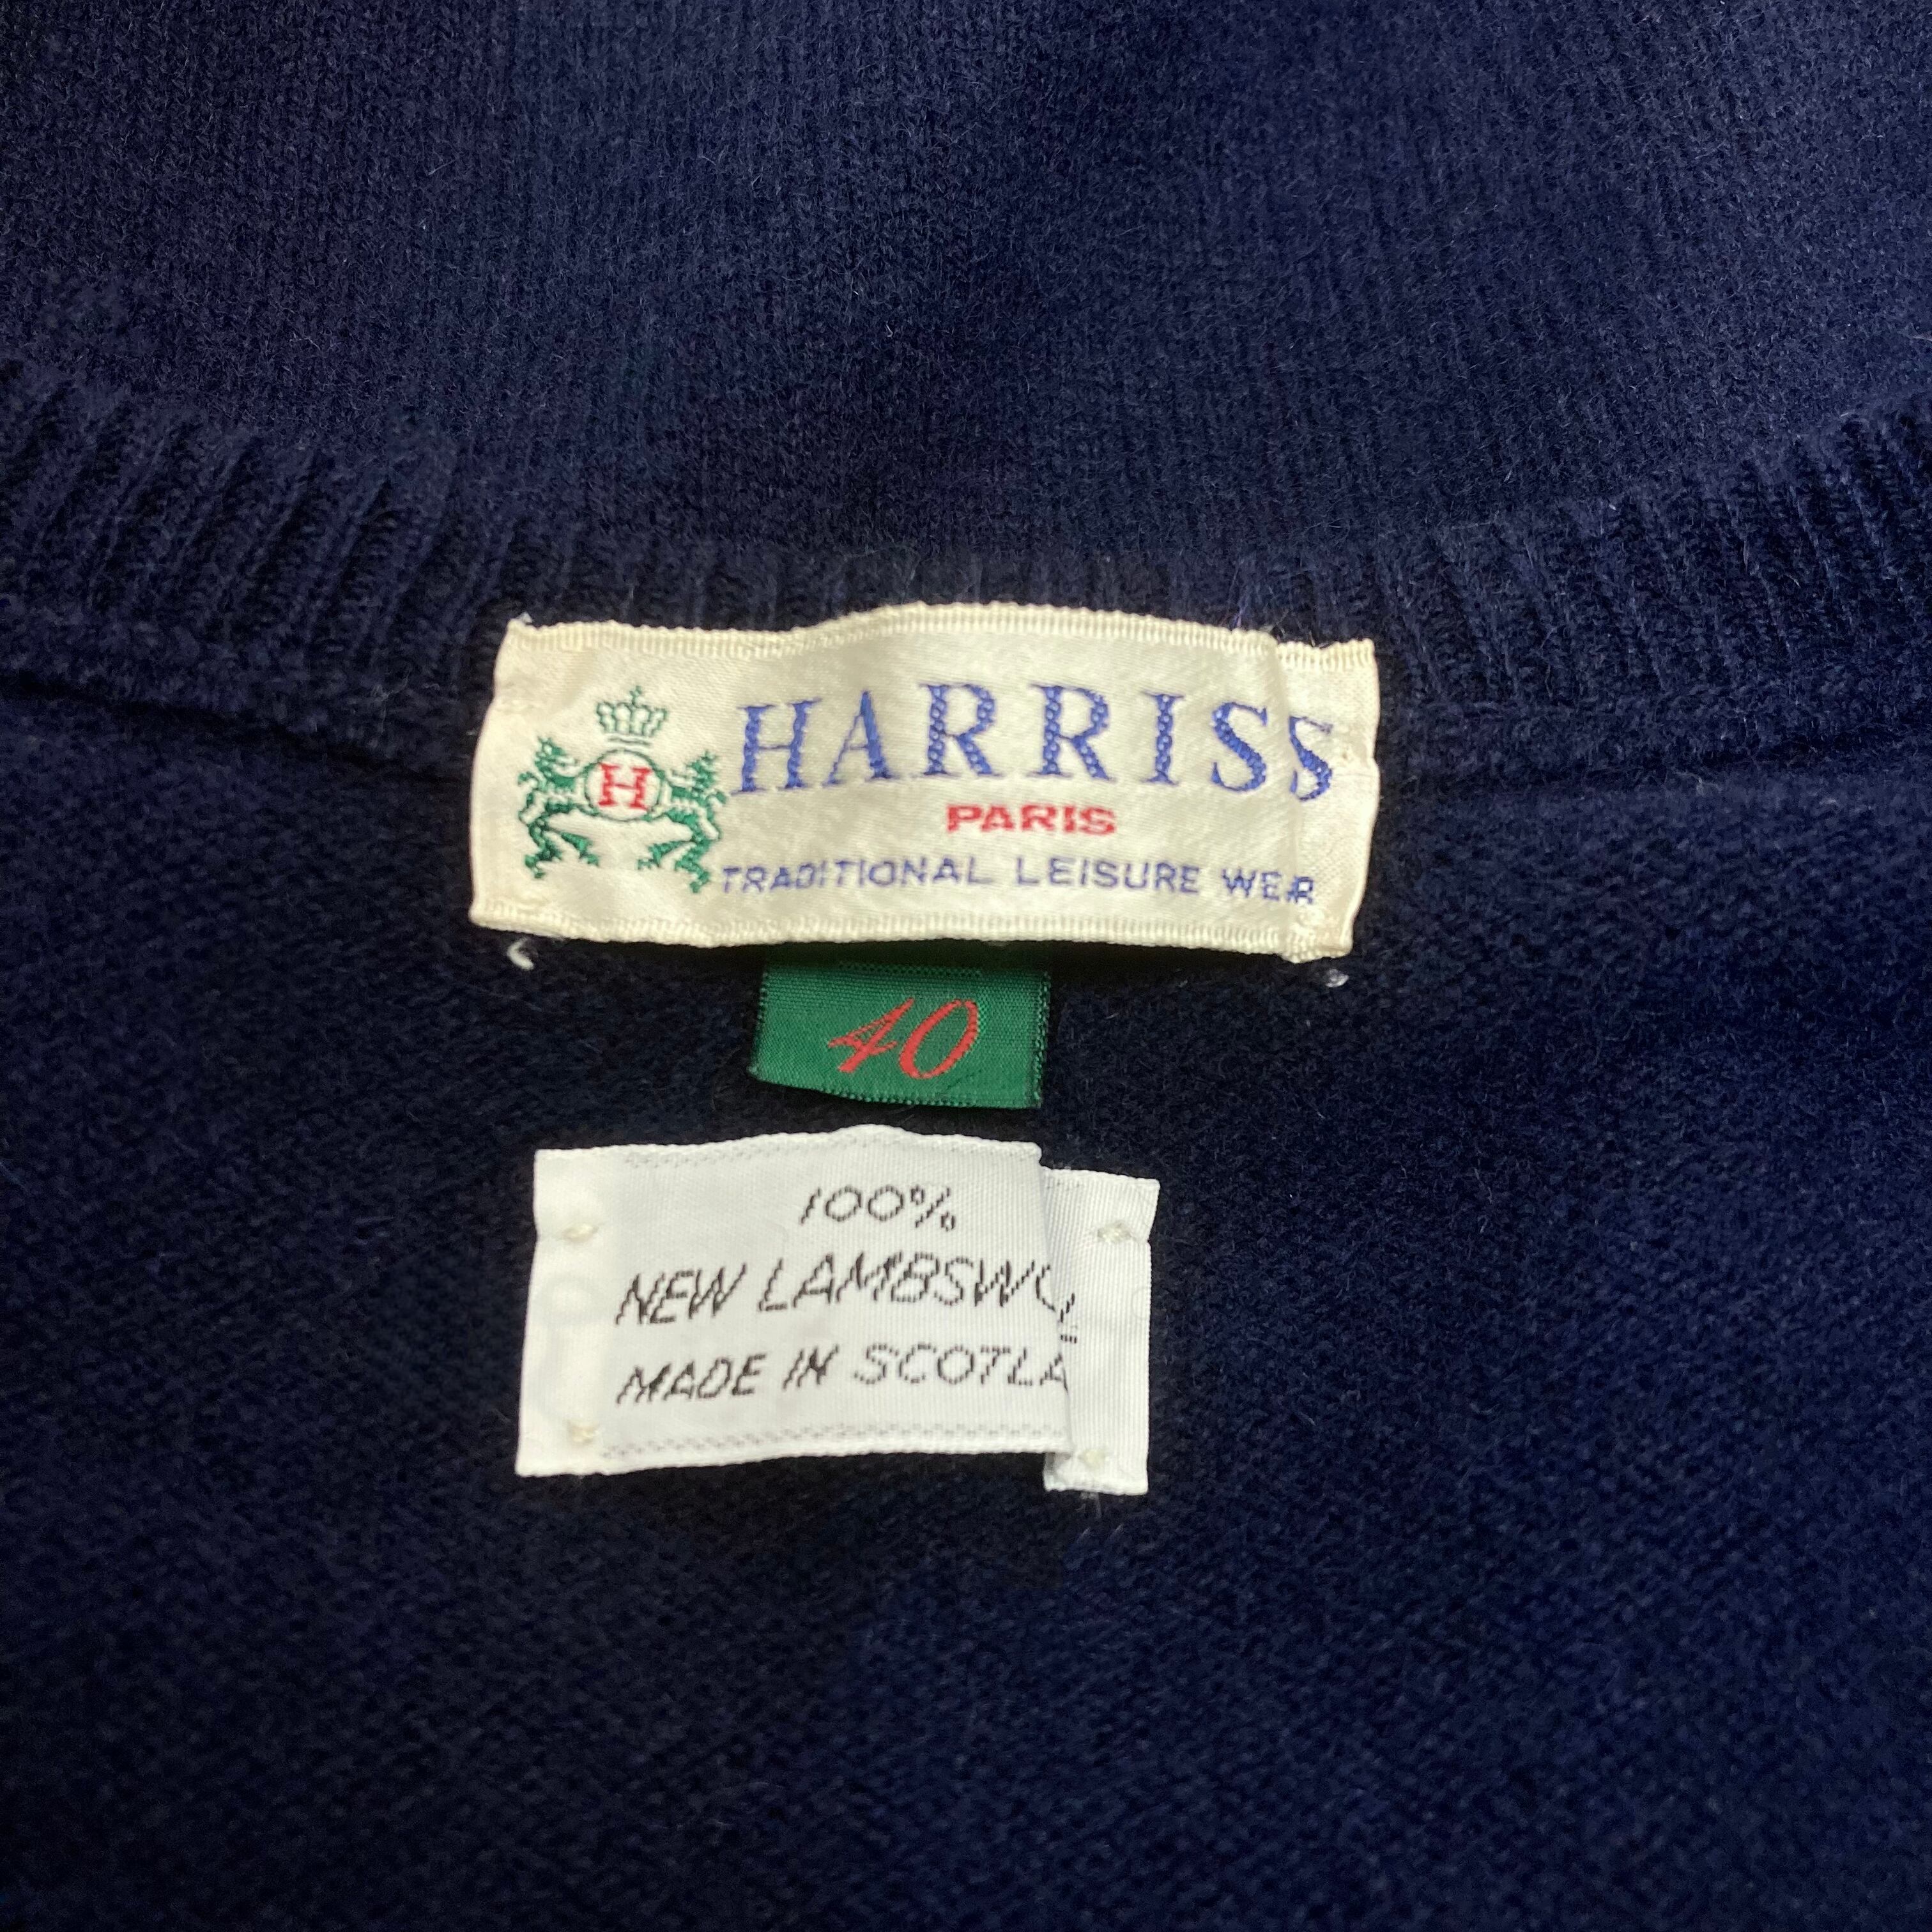 HARRISS
H
PARIS
TRADITIONAL LEISURE WEAR
40
100%
NEW LAMBSWO
MADE IN SCOTLA